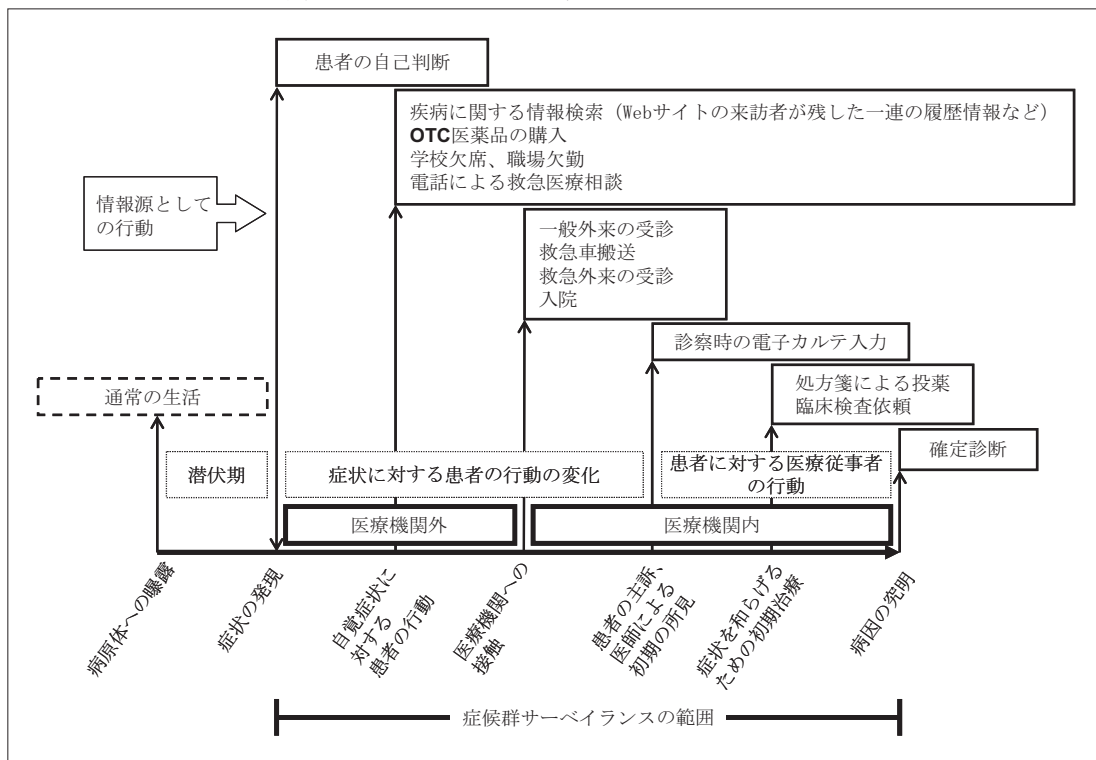 患者の自己判断
疾病に関する情報検索（Webサイトの来訪者が残した一連の履歴情報など）
OTC医薬品の購入
学校欠席、職場欠勤
電話による救急医療相談
情報源として
の行動
一般外来の受診
救急車搬送
救急外来の受診
入院
診察時の電子カルテ入力
処方箋による投薬
臨床検査依頼
通常の生活
確定診断
潜伏期
症状に対する患者の行動の変化
患者に対する医療従事者
の行動
医療機関外
医療機関内
病原体への曝露
症状の発現
自覚症状に
対する
患者の行動
医療機関への
接触
患者の主訴、
医師による
初期の所見
症状を和らげる
ための初期治療
病因の究明
症候群サーベイランスの範囲